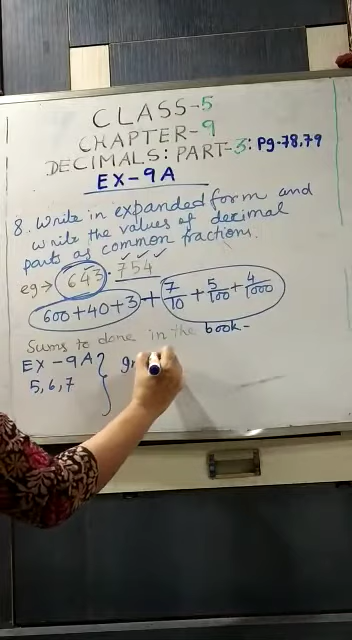 CLASS-5
CHAPTER-9
DECIMALS: PART-3: Pg-78,79
EX-9A
8. Write in expanded form and
write the values of decimal
parts as common fractions.
eg → 643.754
600+40+3 + 7/10 + 5/100 + 4/1000
Sums to done in the book-
EX-9A
5,6,7